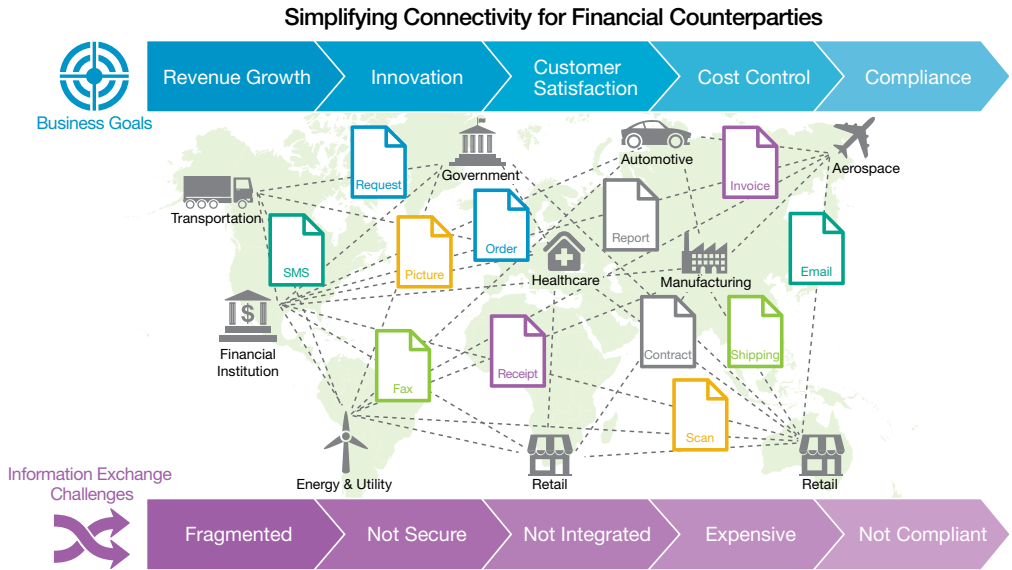 Simplifying Connectivity for Financial Counterparties
Revenue Growth
Innovation
Customer
Satisfaction
Cost Control
Compliance
Business Goals
Request
Government
Automotive
Invoice
Aerospace
Transportation
SMS
Picture
Order
Report
Healthcare
Manufacturing
Email
$
Financial
Institution
Fax
Receipt
Contract
Shipping
Scan
Energy & Utility
Retail
Retail
Information Exchange
Challenges
Fragmented
Not Secure
Not Integrated
Expensive
Not Compliant